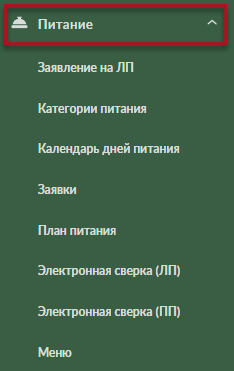 Питание
Заявление на ЛП
Категории питания
Календарь дней питания
Заявки
План питания
Электронная сверка (ЛП)
Электронная сверка (ПП)
Меню